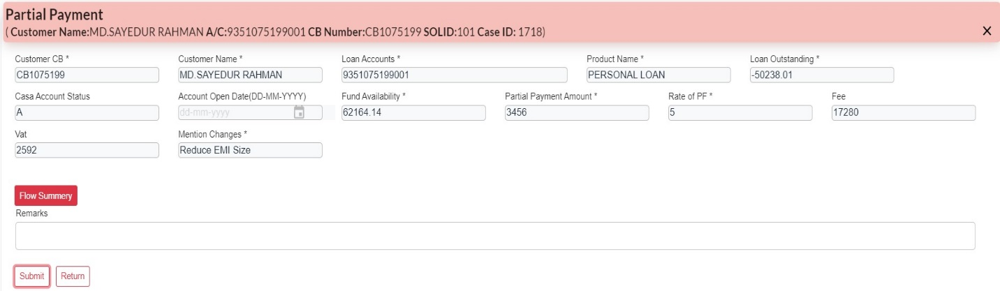 Partial Payment
( Customer Name:MD.SAYEDUR RAHMAN A/C:9351075199001 CB Number:CB1075199 SOLID:101 Case ID: 1718)
Customer CB * Customer Name * Loan Accounts * Product Name * Loan Outstanding *
CB1075199 MD.SAYEDUR RAHMAN 9351075199001 PERSONAL LOAN -50238.01
Casa Account Status Account Open Date(DD-MM-YYYY) Fund Availability * Partial Payment Amount * Rate of PF * Fee
A dd-mm-yyyy 62164.14 3456 5 17280
Vat Mention Changes *
2592 Reduce EMI Size
Flow Summery
Remarks
Submit Return